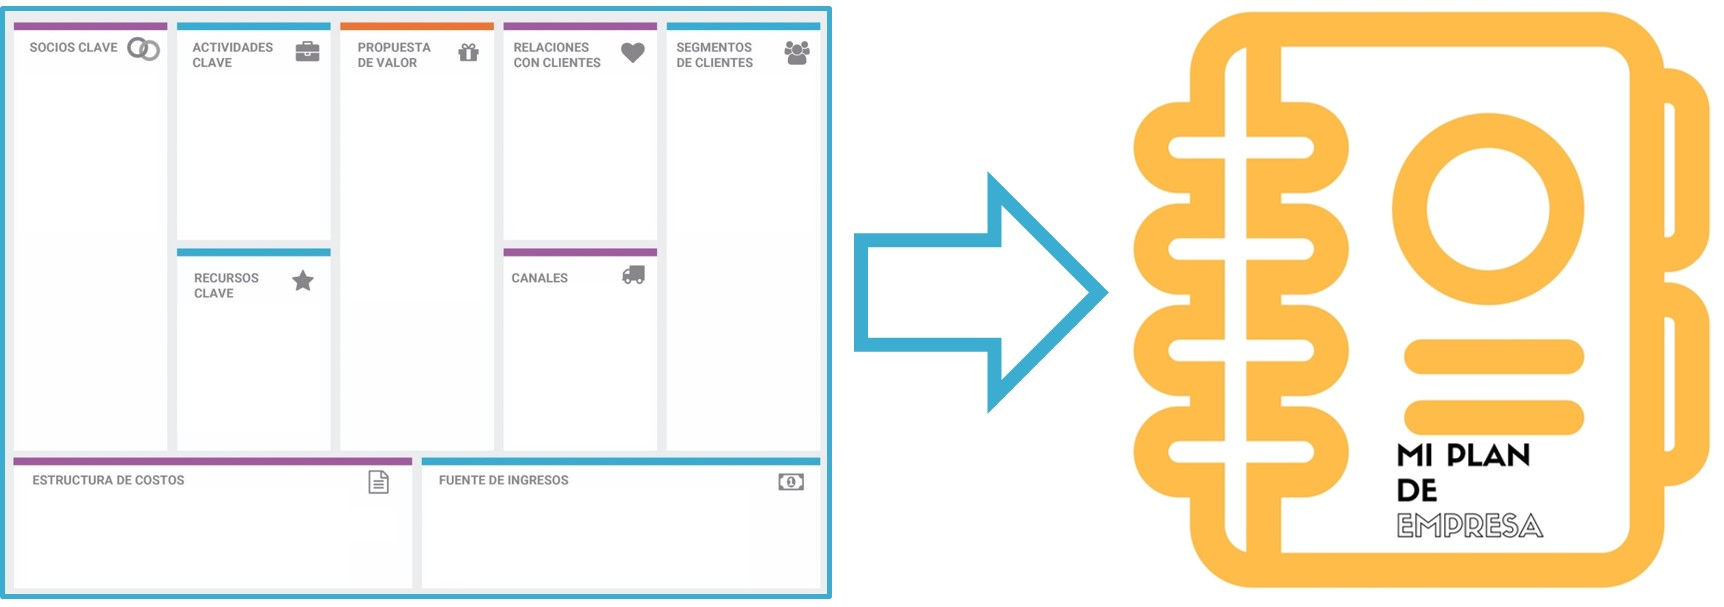 SOCIOS CLAVE
ACTIVIDADES
CLAVE
PROPUESTA
DE VALOR
RELACIONES
CON CLIENTES
SEGMENTOS
DE CLIENTES
RECURSOS
CLAVE
CANALES
ESTRUCTURA DE COSTOS
FUENTE DE INGRESOS
MI PLAN
DE
EMPRESA